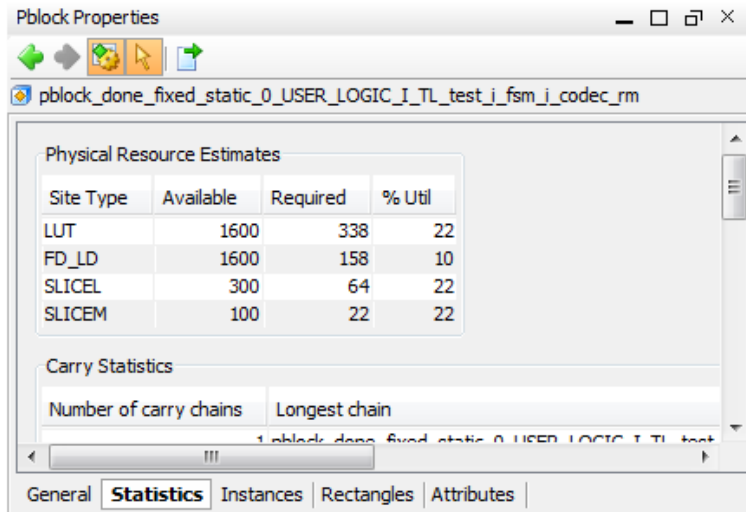 Pblock Properties
pblock_done_fixed_static_0_USER_LOGIC_I_TL_test_i_fsm_i_codec_rm
Physical Resource Estimates
Site Type Available Required % Util
LUT 1600 338 22
FD_LD 1600 158 10
SLICEL 300 64 22
SLICEM 100 22 22
Carry Statistics
Number of carry chains Longest chain
1 pblock_done_fixed_static_0_USER_LOGIC_I_TL_test
General Statistics Instances Rectangles Attributes